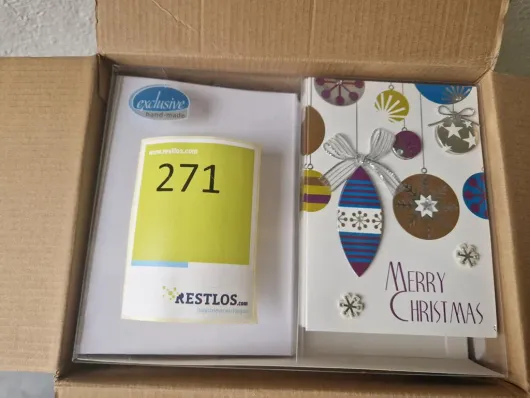 exclusive
hand-made
www.restlos.com
271
RESTLOS.com
MERRY
CHRISTMAS